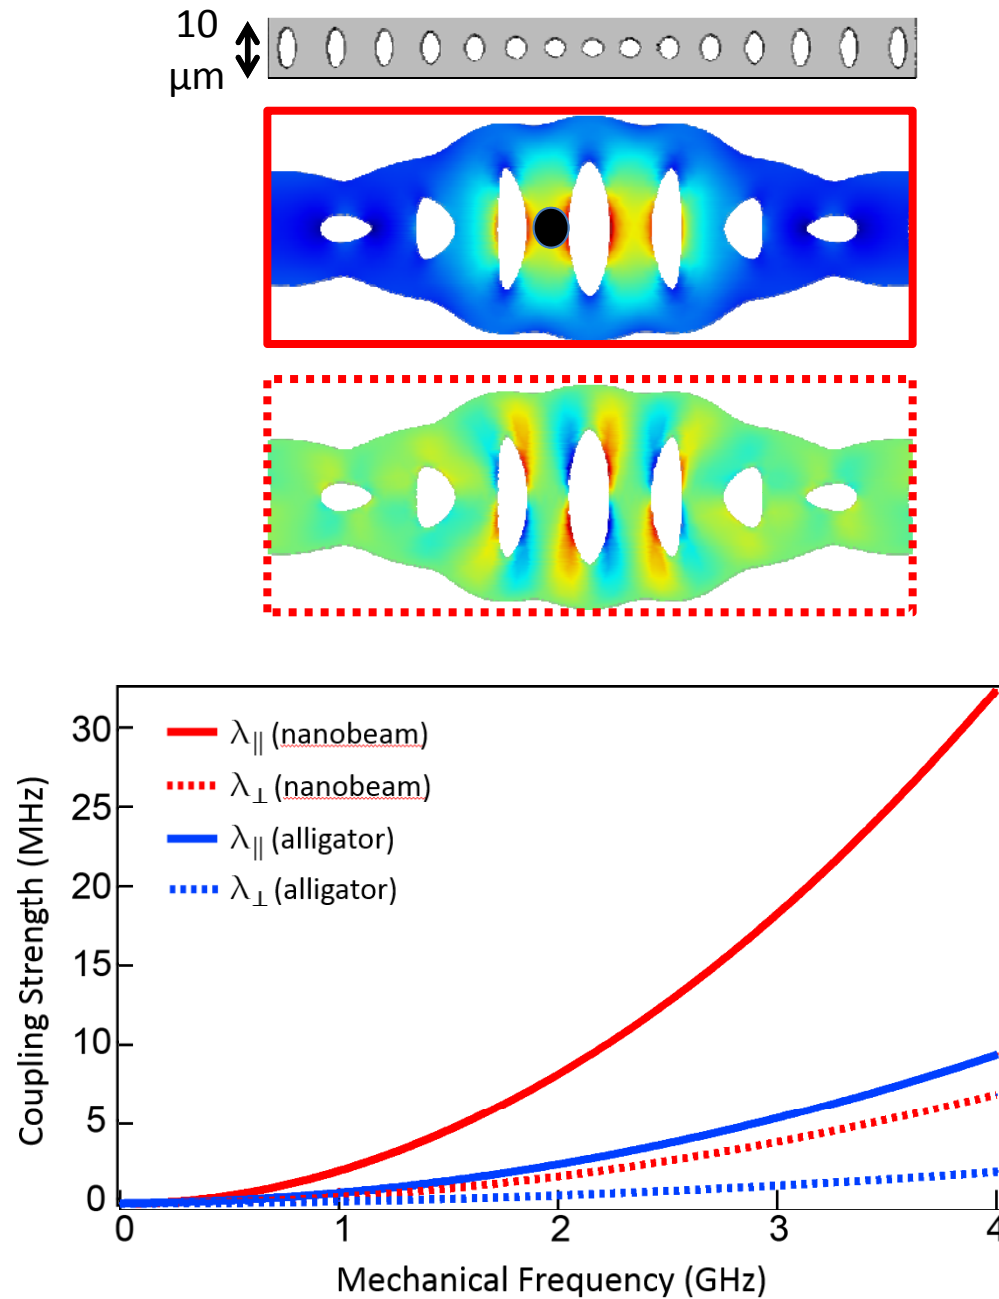 10
μm
λ∥ (nanobeam)
λ⊥ (nanobeam)
λ∥ (alligator)
λ⊥ (alligator)
Coupling Strength (MHz)
30
25
20
15
10
5
0
0 1 2 3 4
Mechanical Frequency (GHz)